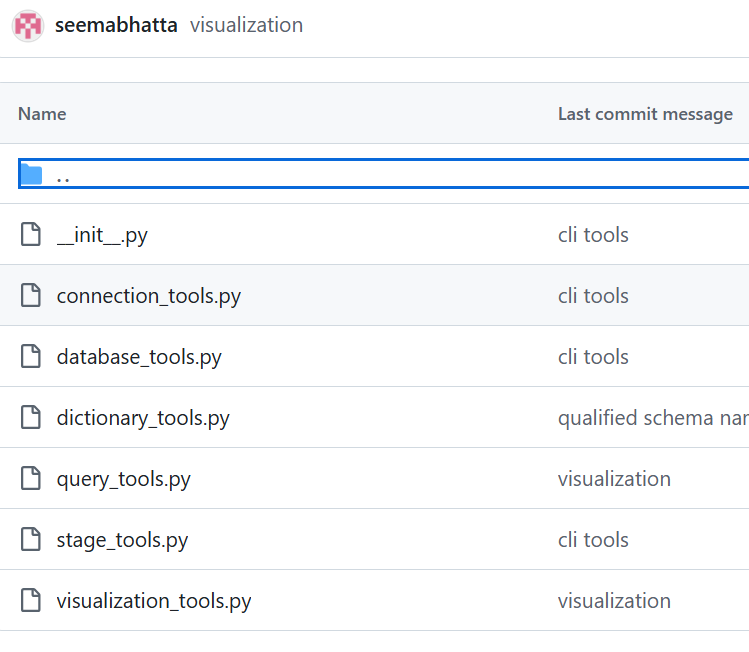 seemabhatta visualization
Name Last commit message
..
__init__.py cli tools
connection_tools.py cli tools
database_tools.py cli tools
dictionary_tools.py qualified schema
query_tools.py visualization
stage_tools.py cli tools
visualization_tools.py visualization